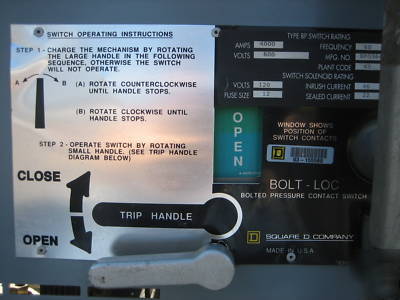 SWITCH OPERATING INSTRUCTIONS
STEP 1 - CHARGE THE MECHANISM BY ROTATING
THE LARGE HANDLE IN THE FOLLOWING
SEQUENCE, OTHERWISE THE SWITCH
WILL NOT OPERATE.
A B
(A) ROTATE COUNTERCLOCKWISE
UNTIL HANDLE STOPS.
(B) ROTATE CLOCKWISE UNTIL
HANDLE STOPS.
STEP 2 - OPERATE SWITCH BY ROTATING
SMALL HANDLE. (SEE TRIP HANDLE
DIAGRAM BELOW)
CLOSE
OPEN
TRIP HANDLE
TYPE BP SWITCH RATING
AMPS 4000 FREQUENCY 60
VOLTS 600 MFG. NO.
PLANT CODE
SWITCH SOLENOID RATING
VOLTS 120 INRUSH CURRENT
FUSE SIZE 12 SEALED CURRENT
OPEN
WINDOW SHOWS
POSITION OF
SWITCH CONTACTS
D
BOLT - LOC
BOLTED PRESSURE CONTACT SWITCH
D SQUARE D COMPANY
MADE IN U.S.A.